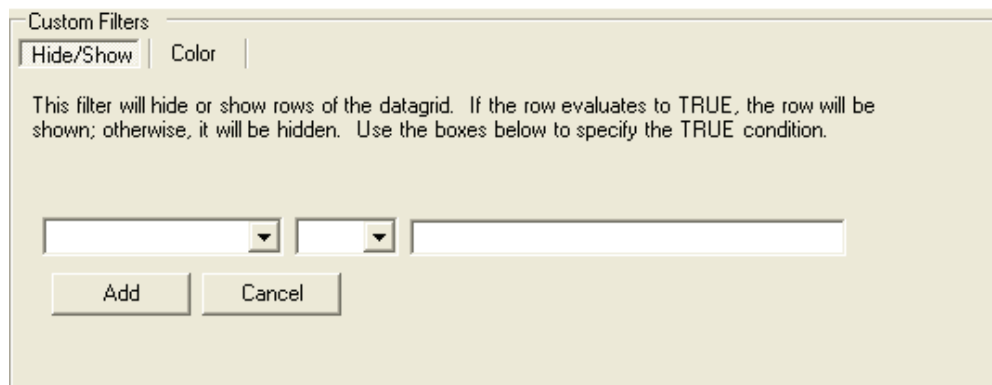 Custom Filters
Hide/Show Color
This filter will hide or show rows of the datagrid. If the row evaluates to TRUE, the row will be
shown; otherwise, it will be hidden. Use the boxes below to specify the TRUE condition.
Add Cancel